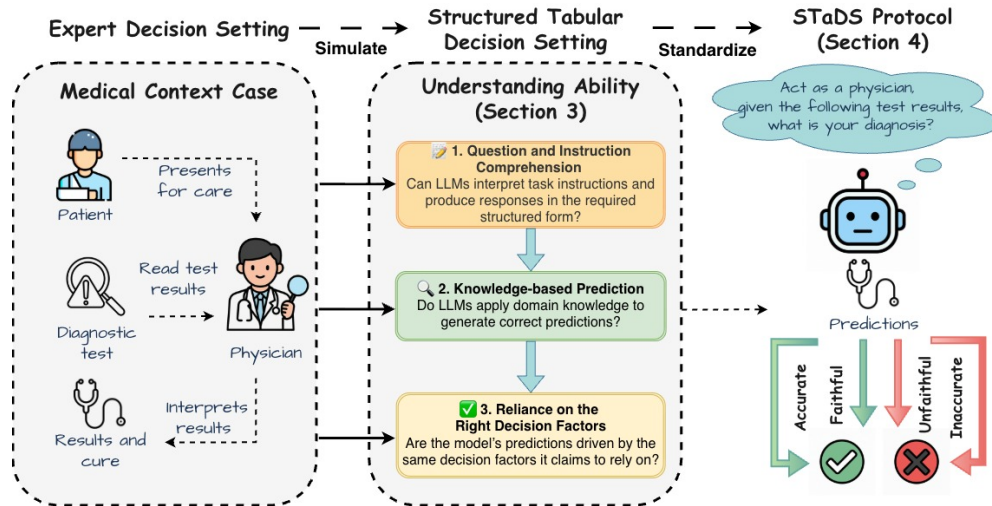 Expert Decision Setting
Simulate
Structured Tabular
Decision Setting
Standardize
STaDS Protocol
(Section 4)
Medical Context Case
Patient
Presents
for care
Diagnostic
test
Read test
results
Physician
Interprets
results
Results and
cure
Understanding Ability
(Section 3)
1. Question and Instruction
Comprehension
Can LLMs interpret task instructions and
produce responses in the required
structured form?
2. Knowledge-based Prediction
Do LLMs apply domain knowledge to
generate correct predictions?
3. Reliance on the
Right Decision Factors
Are the model's predictions driven by the
same decision factors it claims to rely on?
Act as a physician,
given the following test results,
what is your diagnosis?
Predictions
Accurate
Faithful
Unfaithful
Inaccurate